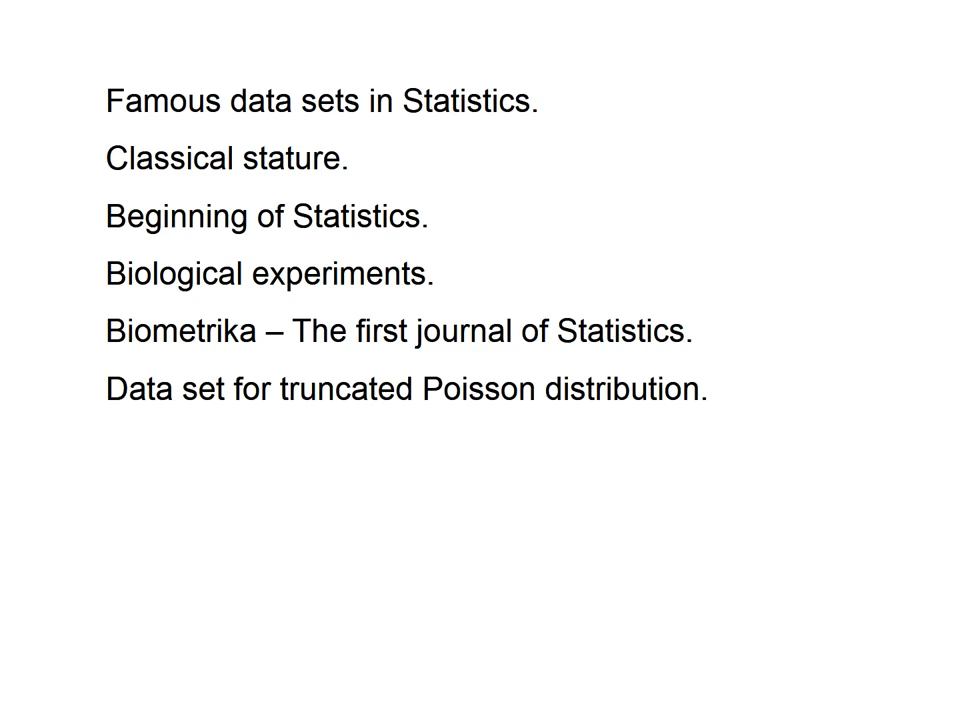 Famous data sets in Statistics.
Classical stature.
Beginning of Statistics.
Biological experiments.
Biometrika – The first journal of Statistics.
Data set for truncated Poisson distribution.